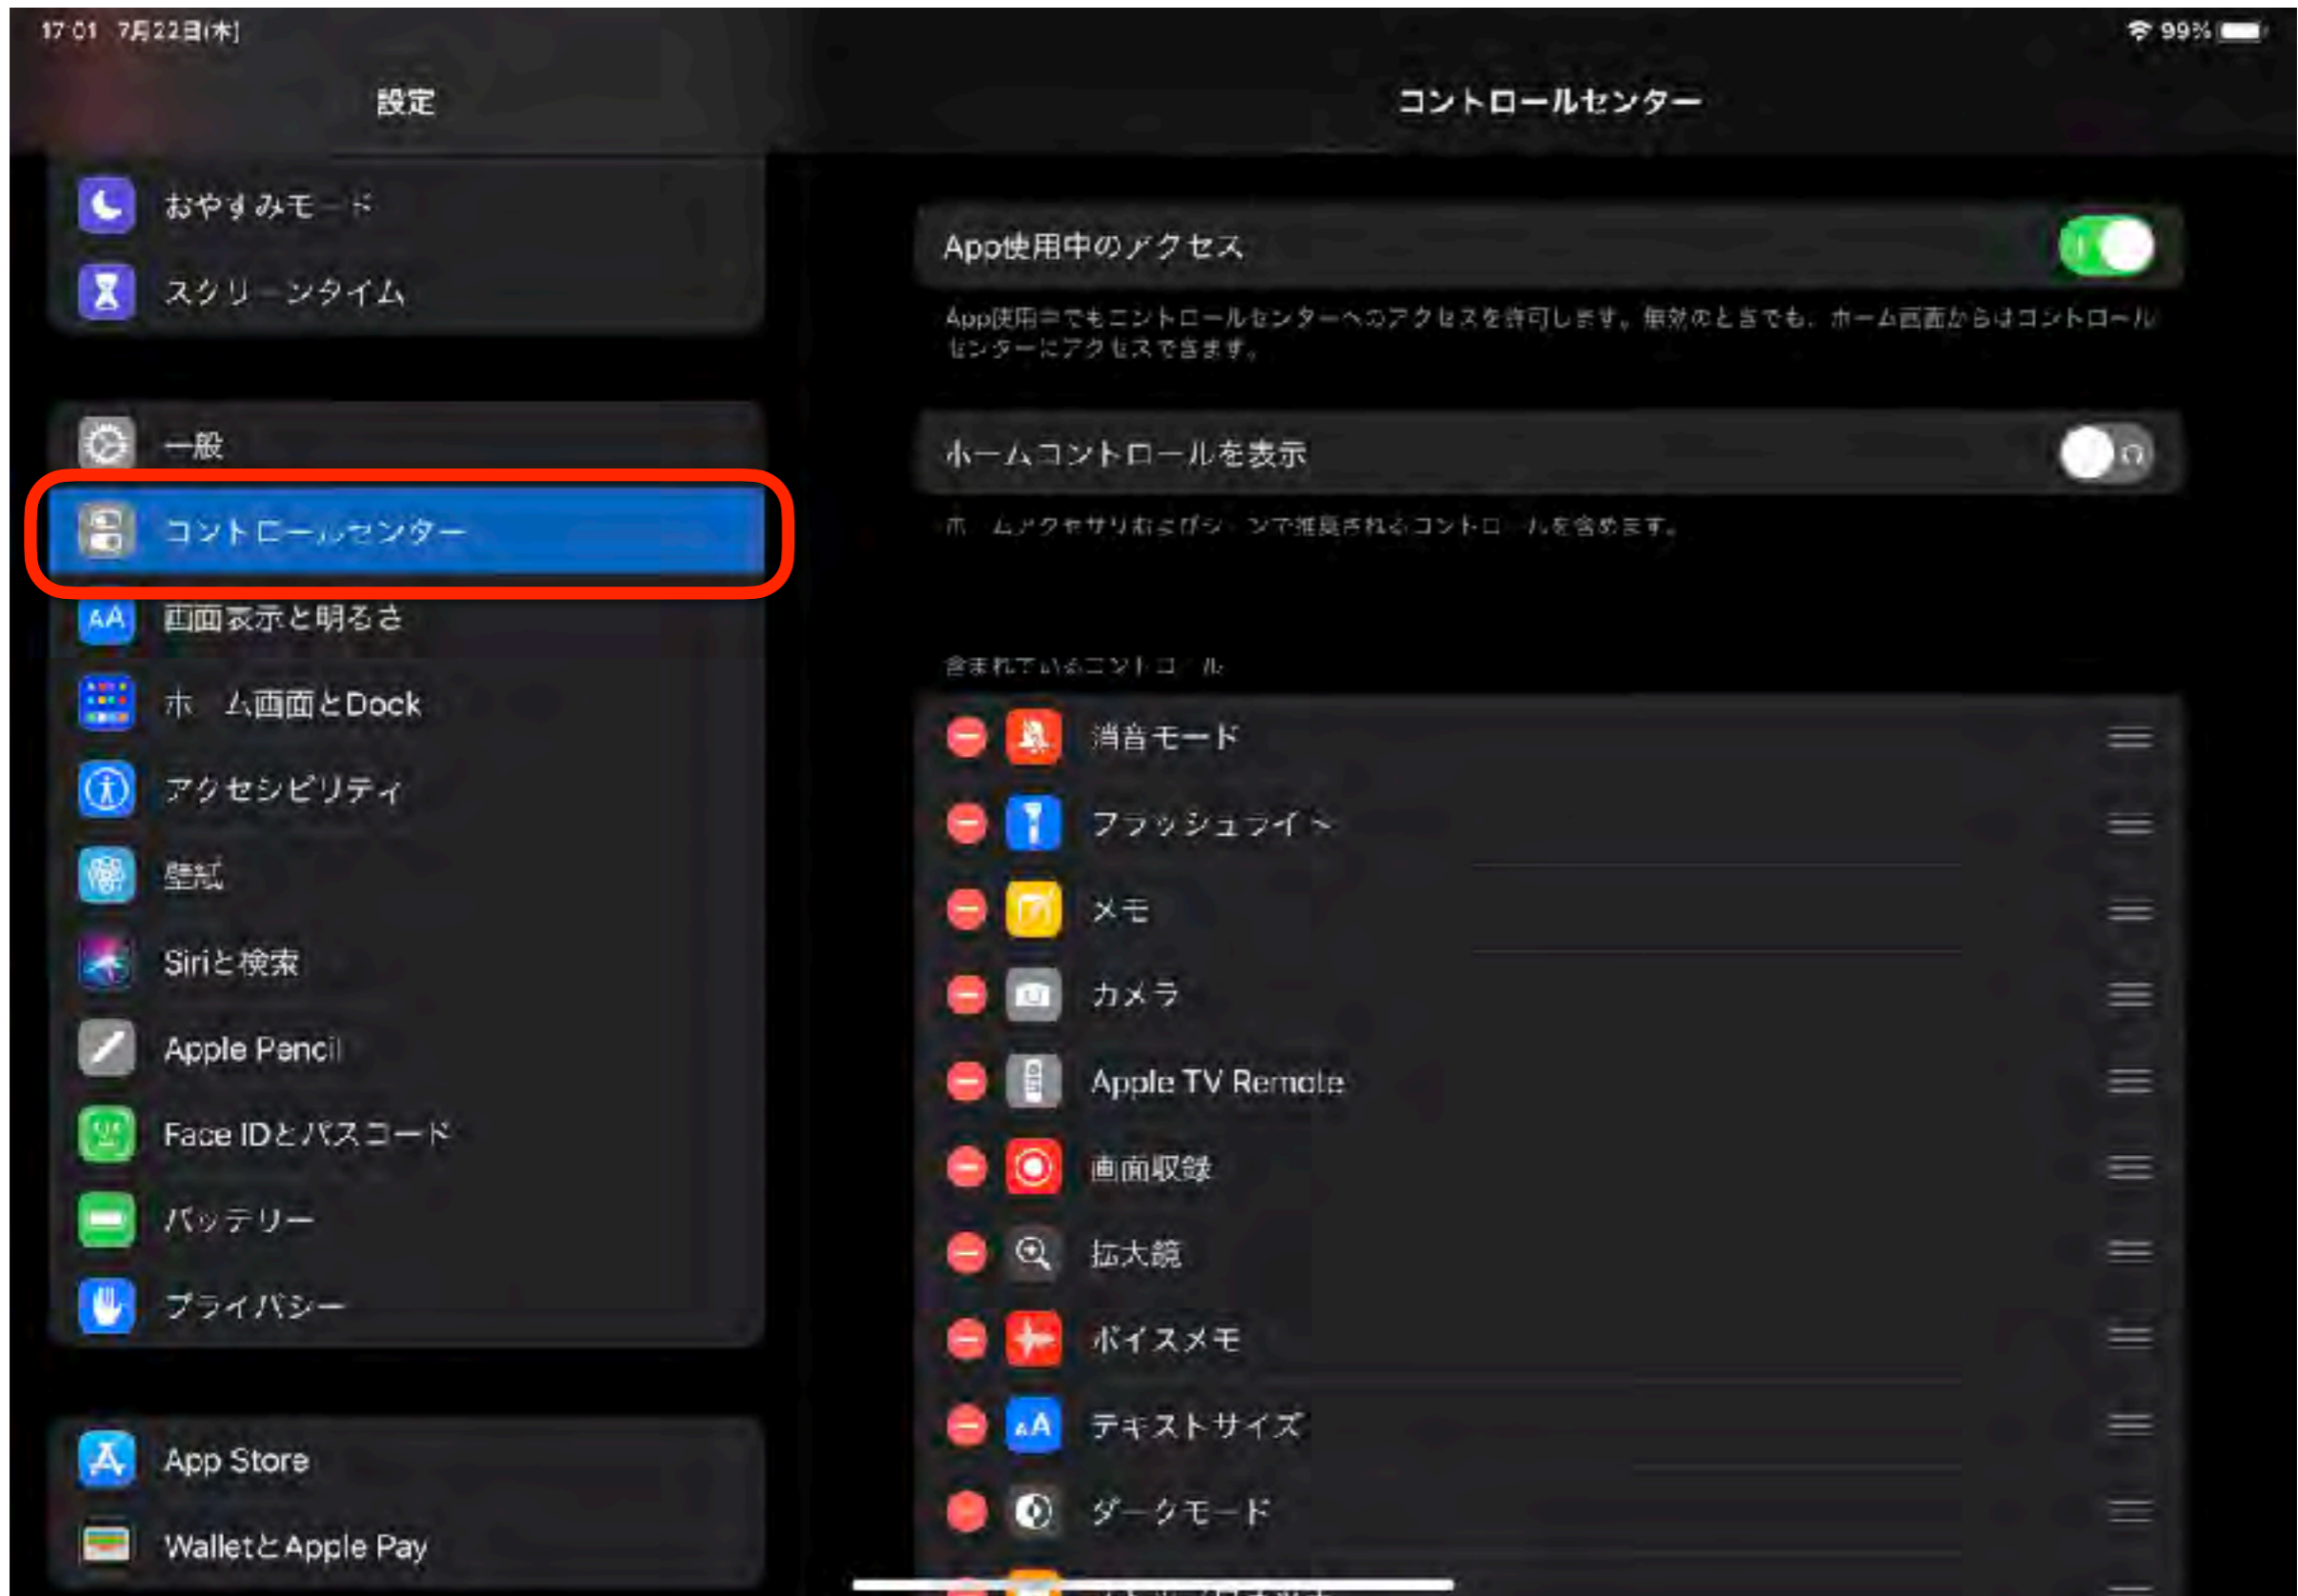 17:01 7月22日(木)
99%
設定
おやすみモード
スクリーンタイム
一般
コントロールセンター
画面表示と明るさ
ホーム画面とDock
アクセシビリティ
壁紙
Siriと検索
Apple Pencil
Face IDとパスコード
バッテリー
プライバシー
App Store
WalletとApple Pay
コントロールセンター
App使用中のアクセス
App使用中でもコントロールセンターへのアクセスを許可します。無効のときでも、ホーム画面からはコントロール
センターにアクセスできます。
ホームコントロールを表示
ホームアクセサリおよびシーンで推奨されるコントロールを含めます。
含まれているコントロール
消音モード
フラッシュライト
メモ
カメラ
Apple TV Remote
画面収録
拡大鏡
ボイスメモ
テキストサイズ
ダークモード